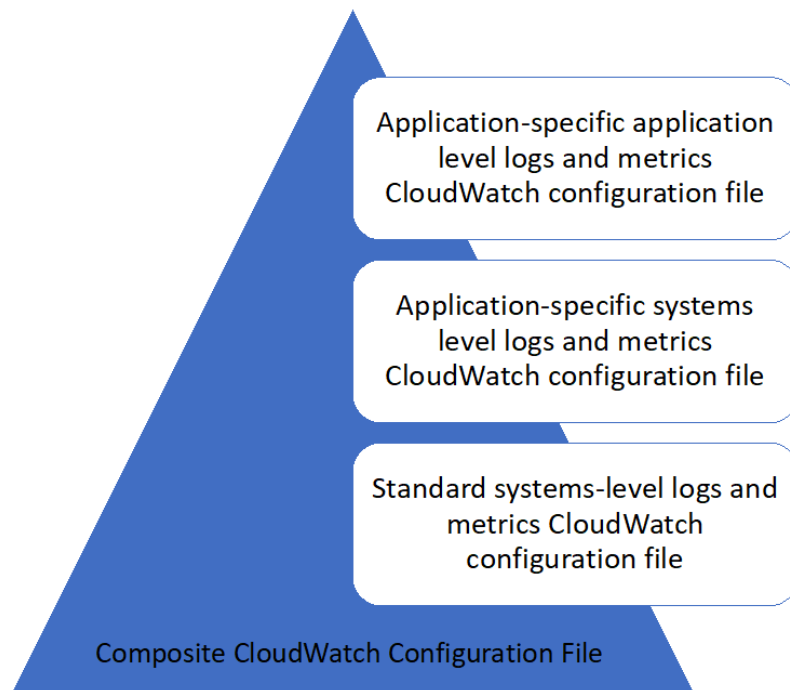 Application-specific application
level logs and metrics
CloudWatch configuration file
Application-specific systems
level logs and metrics
CloudWatch configuration file
Standard systems-level logs and
metrics CloudWatch
configuration file
Composite CloudWatch Configuration File